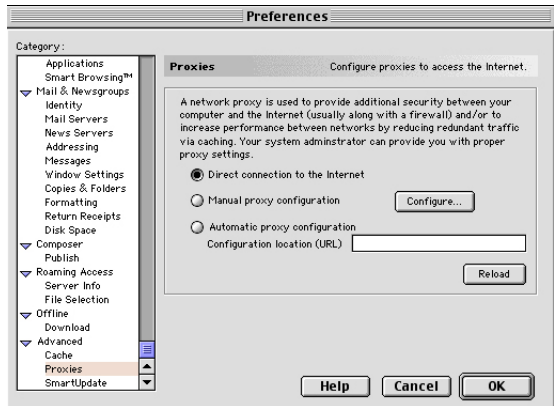 Preferences
Category:
Applications
Smart Browsing™
Mail & Newsgroups
Identity
Mail Servers
News Servers
Addressing
Messages
Window Settings
Copies & Folders
Formatting
Return Receipts
Disk Space
Composer
Publish
Roaming Access
Server Info
File Selection
Offline
Download
Advanced
Cache
Proxies
SmartUpdate
Proxies
Configure proxies to access the Internet.
A network proxy is used to provide additional security between your
computer and the Internet (usually along with a firewall) and/or to
increase performance between networks by reducing redundant traffic
via caching. Your system adminstrator can provide you with proper
proxy settings.
Direct connection to the Internet
Manual proxy configuration
Configure...
Automatic proxy configuration
Configuration location (URL)
Reload
Help
Cancel
OK